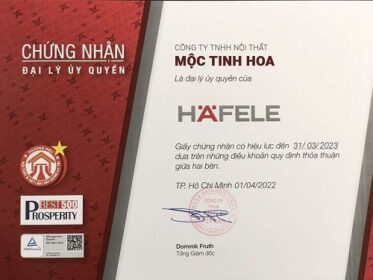 CHỨNG NHẬN
ĐẠI LÝ ỦY QUYỀN
CÔNG TY TNHH NỘI THẤT
MỘC TINH HOA
Là đại lý ủy quyền của
HÄFELE
Giấy chứng nhận có hiệu lực đến 31/.03/2023
dựa trên những điều khoản quy định thỏa thuận
giữa hai bên.
TP. Hồ Chí Minh 01/04/2022
BEST 500
PROSPERITY
CÔNG TY
Dominik Fruth
Tổng Giám đốc